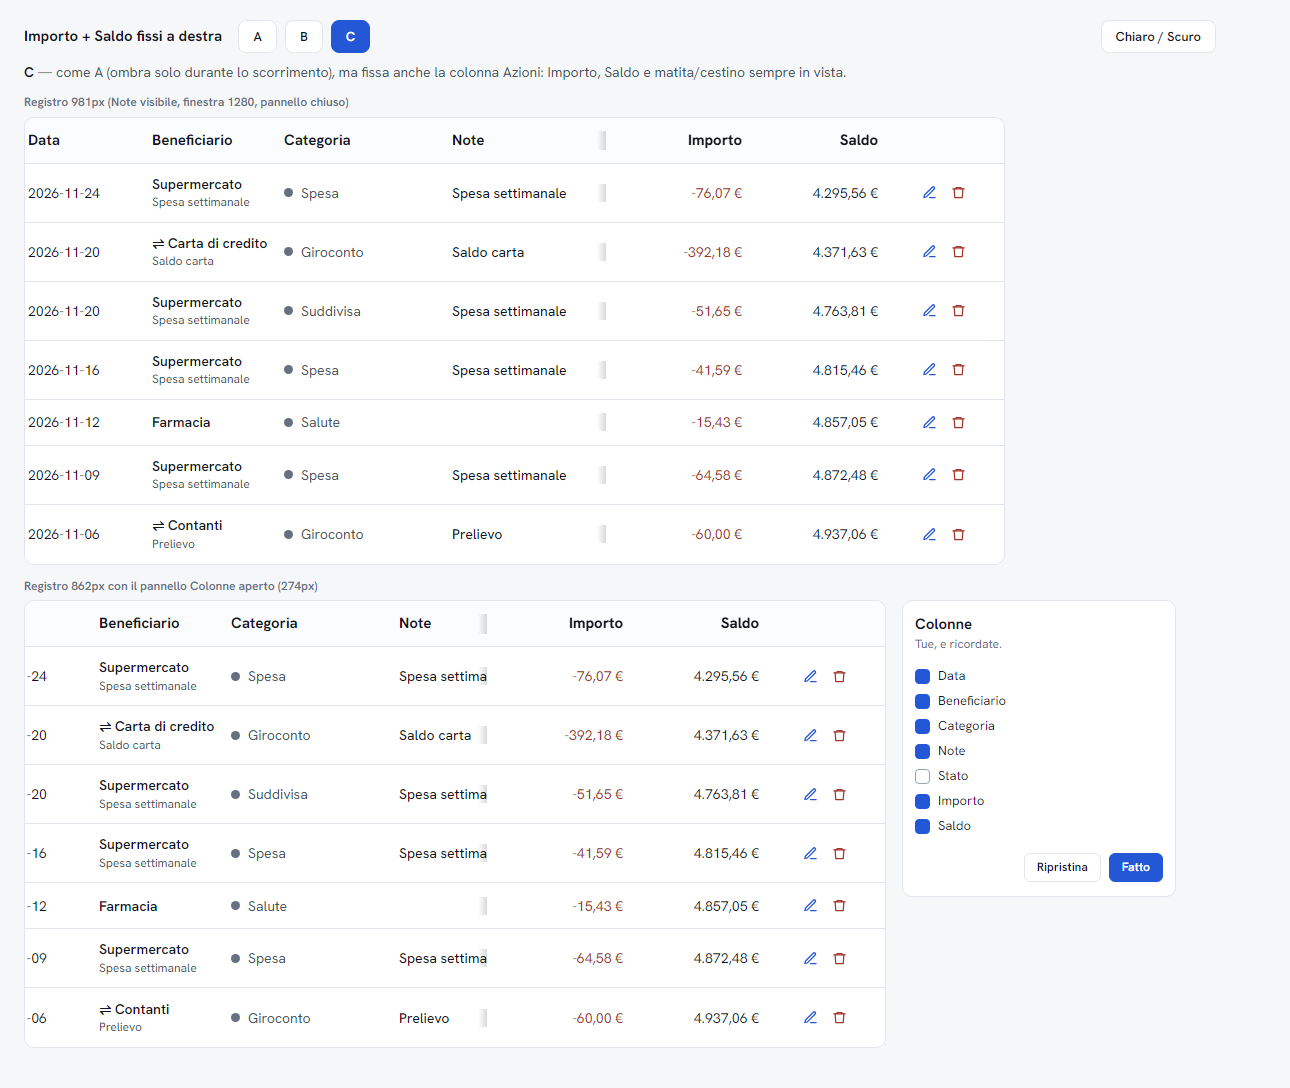 Importo + Saldo fissi a destra A B C Chiaro / Scuro
C — come A (ombra solo durante lo scorrimento), ma fissa anche la colonna Azioni: Importo, Saldo e matita/cestino sempre in vista.
Registro 981px (Note visibile, finestra 1280, pannello chiuso)
Data Beneficiario Categoria Note Importo Saldo
2026-11-24 Supermercato Spesa Spesa settimanale -76,07 € 4.295,56 €
Spesa settimanale
2026-11-20 ⇌ Carta di credito Giroconto Saldo carta -392,18 € 4.371,63 €
Saldo carta
2026-11-20 Supermercato Suddivisa Spesa settimanale -51,65 € 4.763,81 €
Spesa settimanale
2026-11-16 Supermercato Spesa Spesa settimanale -41,59 € 4.815,46 €
Spesa settimanale
2026-11-12 Farmacia Salute -15,43 € 4.857,05 €
2026-11-09 Supermercato Spesa Spesa settimanale -64,58 € 4.872,48 €
Spesa settimanale
2026-11-06 ⇌ Contanti Giroconto Prelievo -60,00 € 4.937,06 €
Prelievo
Registro 862px con il pannello Colonne aperto (274px)
Beneficiario Categoria Note Importo Saldo
-24 Supermercato Spesa Spesa settima -76,07 € 4.295,56 €
Spesa settimanale
-20 ⇌ Carta di credito Giroconto Saldo carta -392,18 € 4.371,63 €
Saldo carta
-20 Supermercato Suddivisa Spesa settima -51,65 € 4.763,81 €
Spesa settimanale
-16 Supermercato Spesa Spesa settima -41,59 € 4.815,46 €
Spesa settimanale
-12 Farmacia Salute -15,43 € 4.857,05 €
-09 Supermercato Spesa Spesa settima -64,58 € 4.872,48 €
Spesa settimanale
-06 ⇌ Contanti Giroconto Prelievo -60,00 € 4.937,06 €
Prelievo
Colonne
Tue, e ricordate.
Data
Beneficiario
Categoria
Note
Stato
Importo
Saldo
Ripristina Fatto